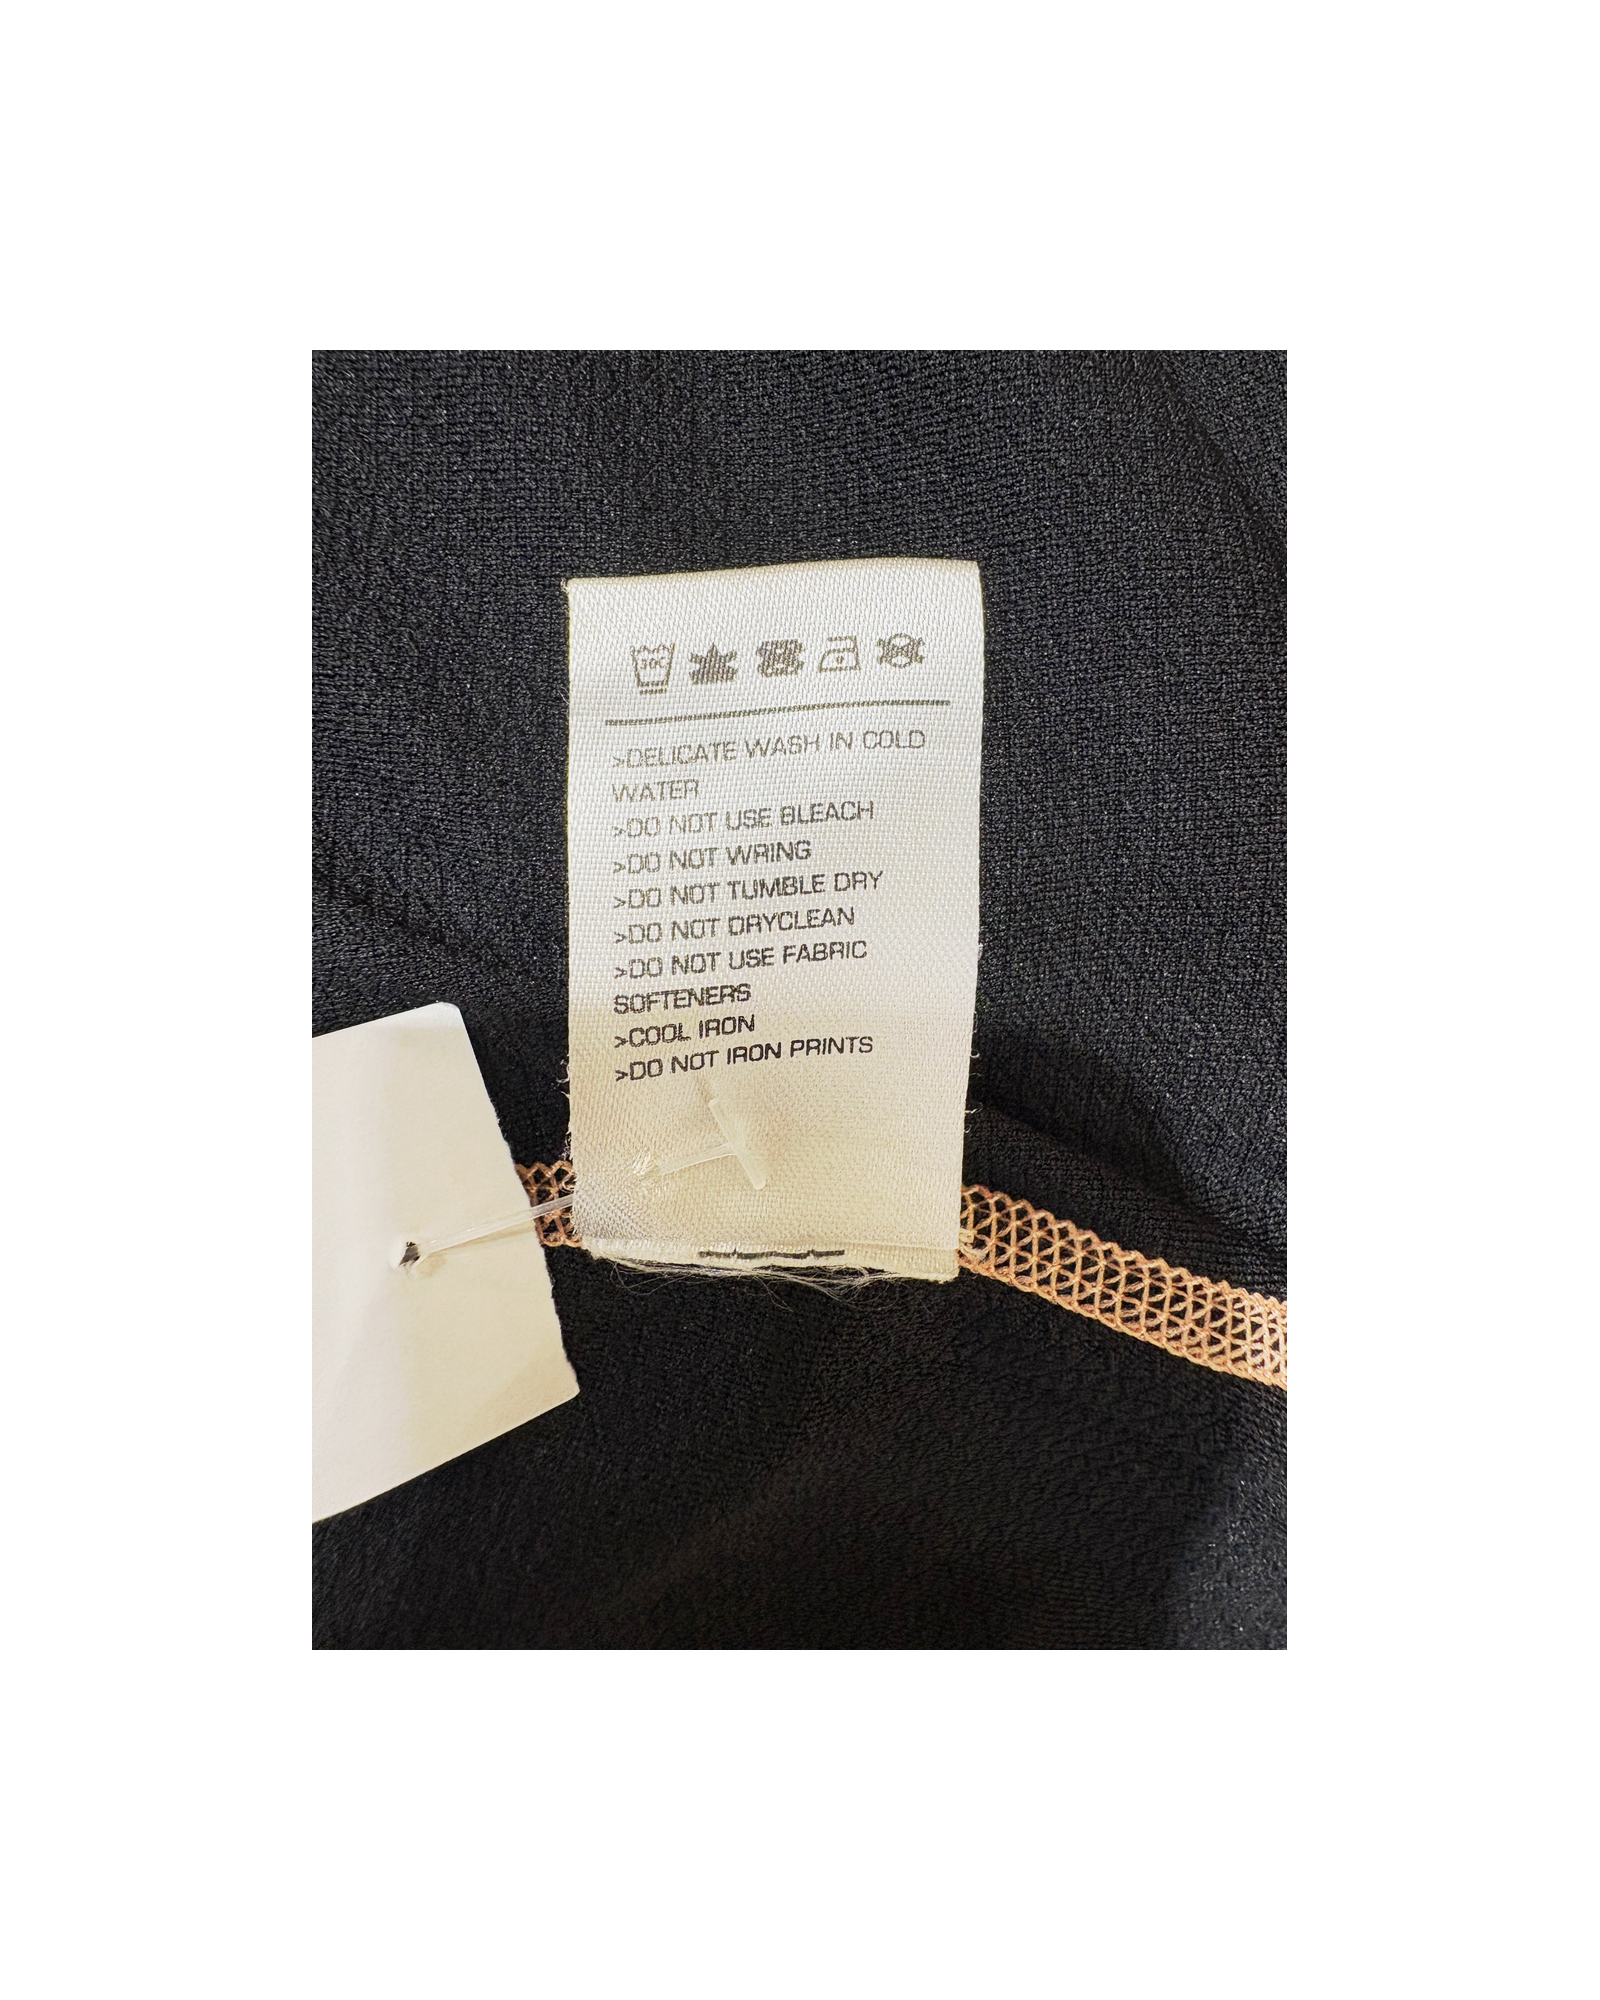 30C
>DELICATE WASH IN COLD
WATER
>DO NOT USE BLEACH
>DO NOT WRING
>DO NOT TUMBLE DRY
>DO NOT DRYCLEAN
>DO NOT USE FABRIC
SOFTENERS
>COOL IRON
>DO NOT IRON PRINTS